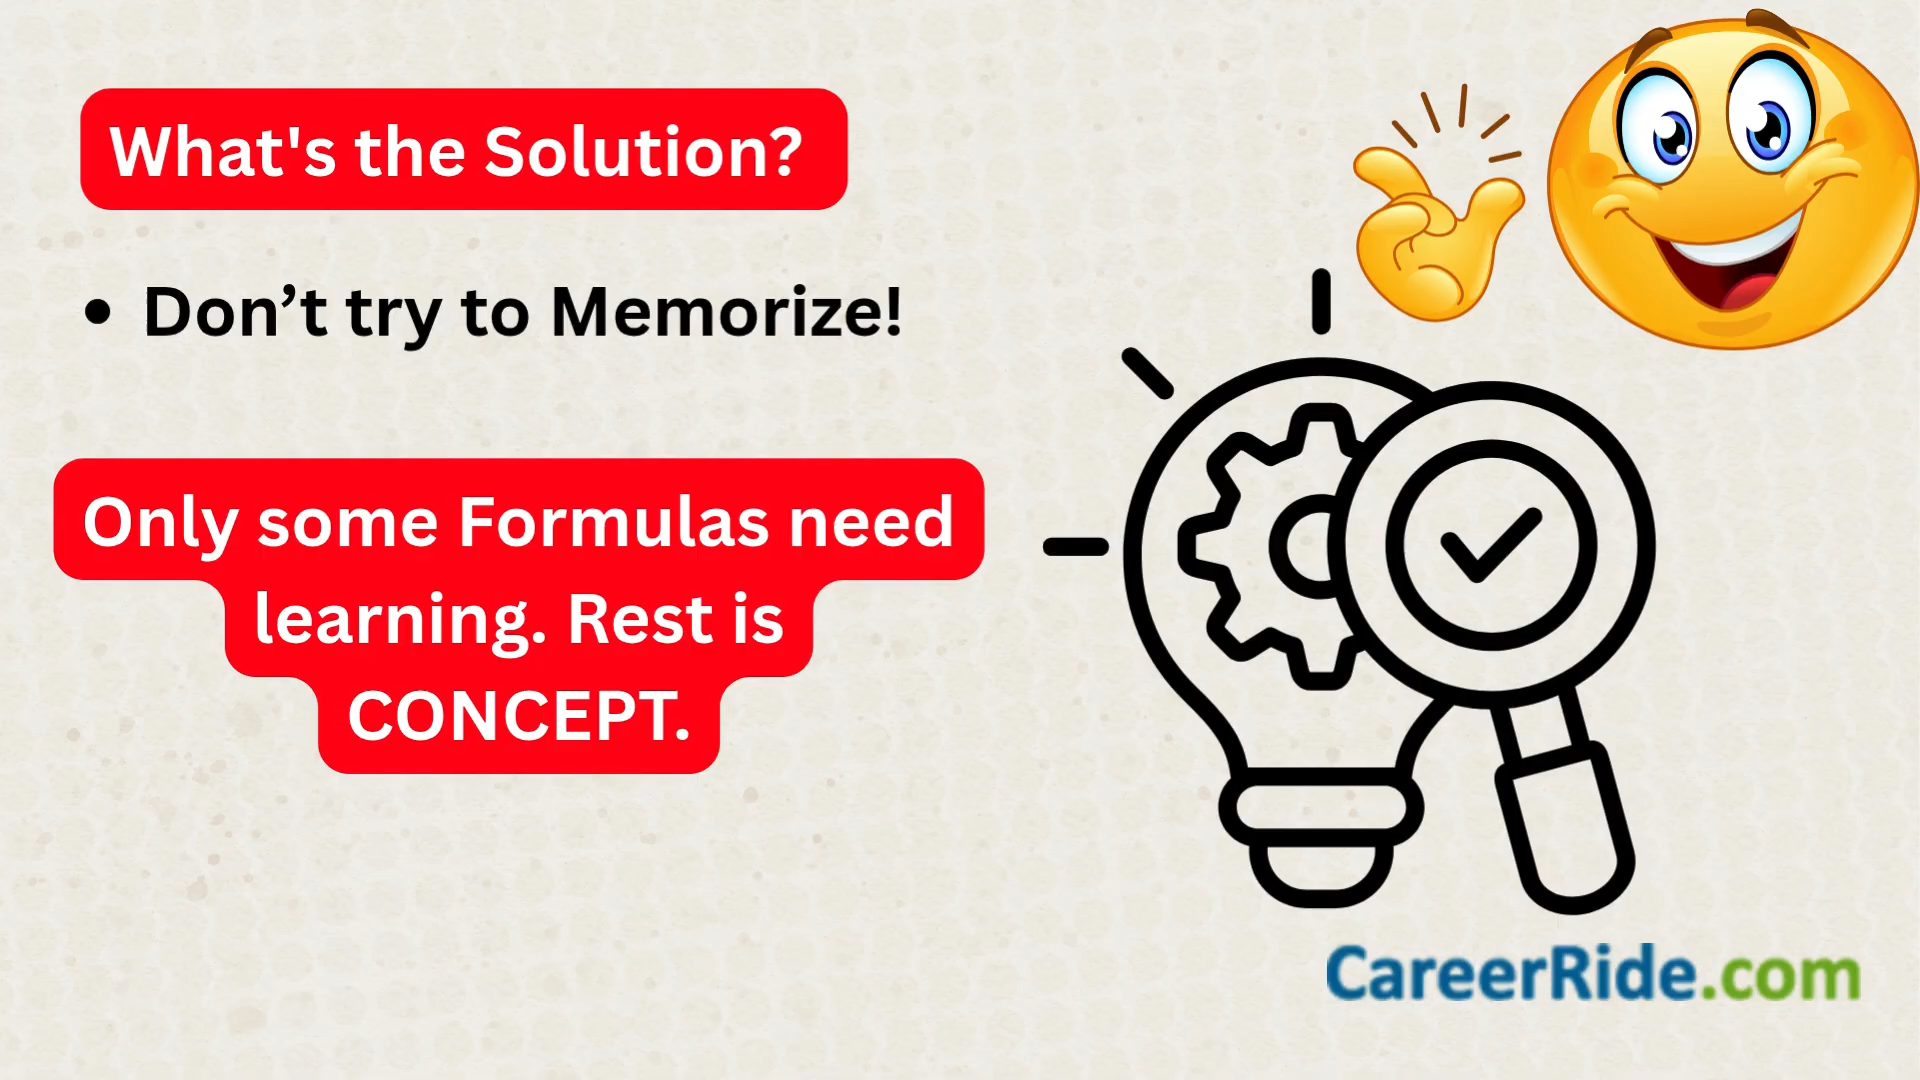 What's the Solution?
• Don’t try to Memorize!
Only some Formulas need
learning. Rest is
CONCEPT.
CareerRide.com